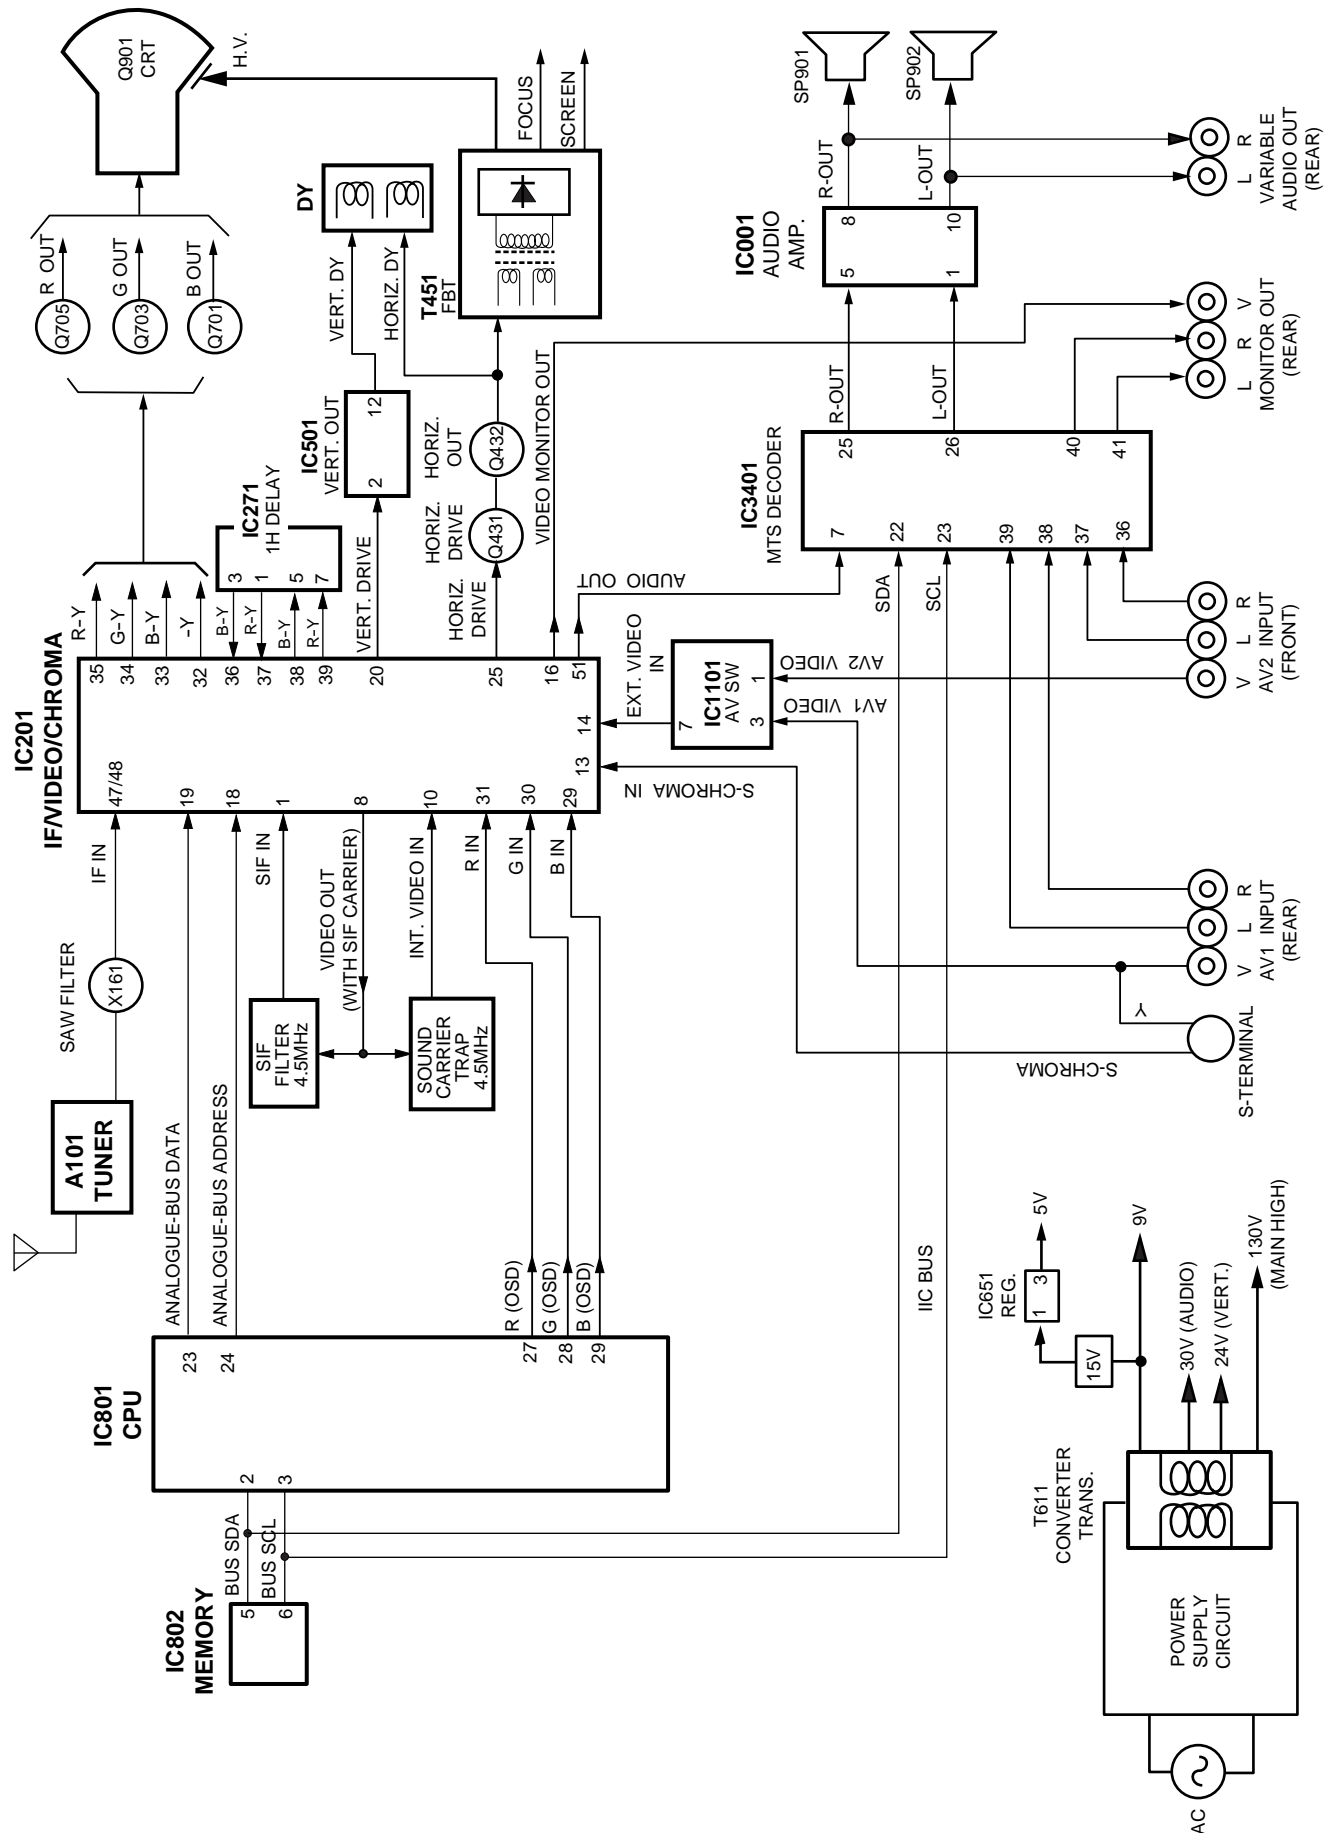 IC802
MEMORY
5
6
BUS SDA
BUS SCL
IC801
CPU
2
3
23
24
27
28
29
R (OSD)
G (OSD)
B (OSD)
ANALOGUE-BUS DATA
ANALOGUE-BUS ADDRESS
A101
TUNER
SAW FILTER
X161
IF IN
SIF
FILTER
4.5MHz
SOUND
CARRIER
TRAP
4.5MHz
SIF IN
VIDEO OUT
(WITH SIF CARRIER)
INT. VIDEO IN
R IN
G IN
B IN
IC201
IF/VIDEO/CHROMA
47/48
19
18
1
8
10
31
30
29
13
14
35
34
33
32
36
37
38
39
20
25
16
51
R-Y
G-Y
B-Y
-Y
B-Y
R-Y
B-Y
R-Y
IC271
1H DELAY
3
1
5
7
VERT. DRIVE
IC501
VERT. OUT
2
12
VERT. DY
HORIZ. DY
DY
HORIZ.
DRIVE
HORIZ.
DRIVE
Q431
HORIZ.
OUT
Q432
T451
FBT
FOCUS
SCREEN
H.V.
Q705
Q703
Q701
R OUT
G OUT
B OUT
Q901
CRT
VIDEO MONITOR OUT
AUDIO OUT
EXT. VIDEO
IN
S-CHROMA IN
IC1101
AV SW
7
1
3
AV2 VIDEO
AV1 VIDEO
IC3401
MTS DECODER
7
22
23
39
38
37
36
25
26
40
41
SDA
SCL
IIC BUS
R-OUT
L-OUT
IC001
AUDIO
AMP.
5
1
8
10
R-OUT
L-OUT
SP901
SP902
L R
VARIABLE
AUDIO OUT
(REAR)
L R V
MONITOR OUT
(REAR)
V L R
AV2 INPUT
(FRONT)
V L R
AV1 INPUT
(REAR)
Y
S-CHROMA
S-TERMINAL
AC
POWER
SUPPLY
CIRCUIT
T611
CONVERTER
TRANS.
15V
IC651
REG.
1 3
5V
9V
30V (AUDIO)
24V (VERT.)
130V
(MAIN HIGH)